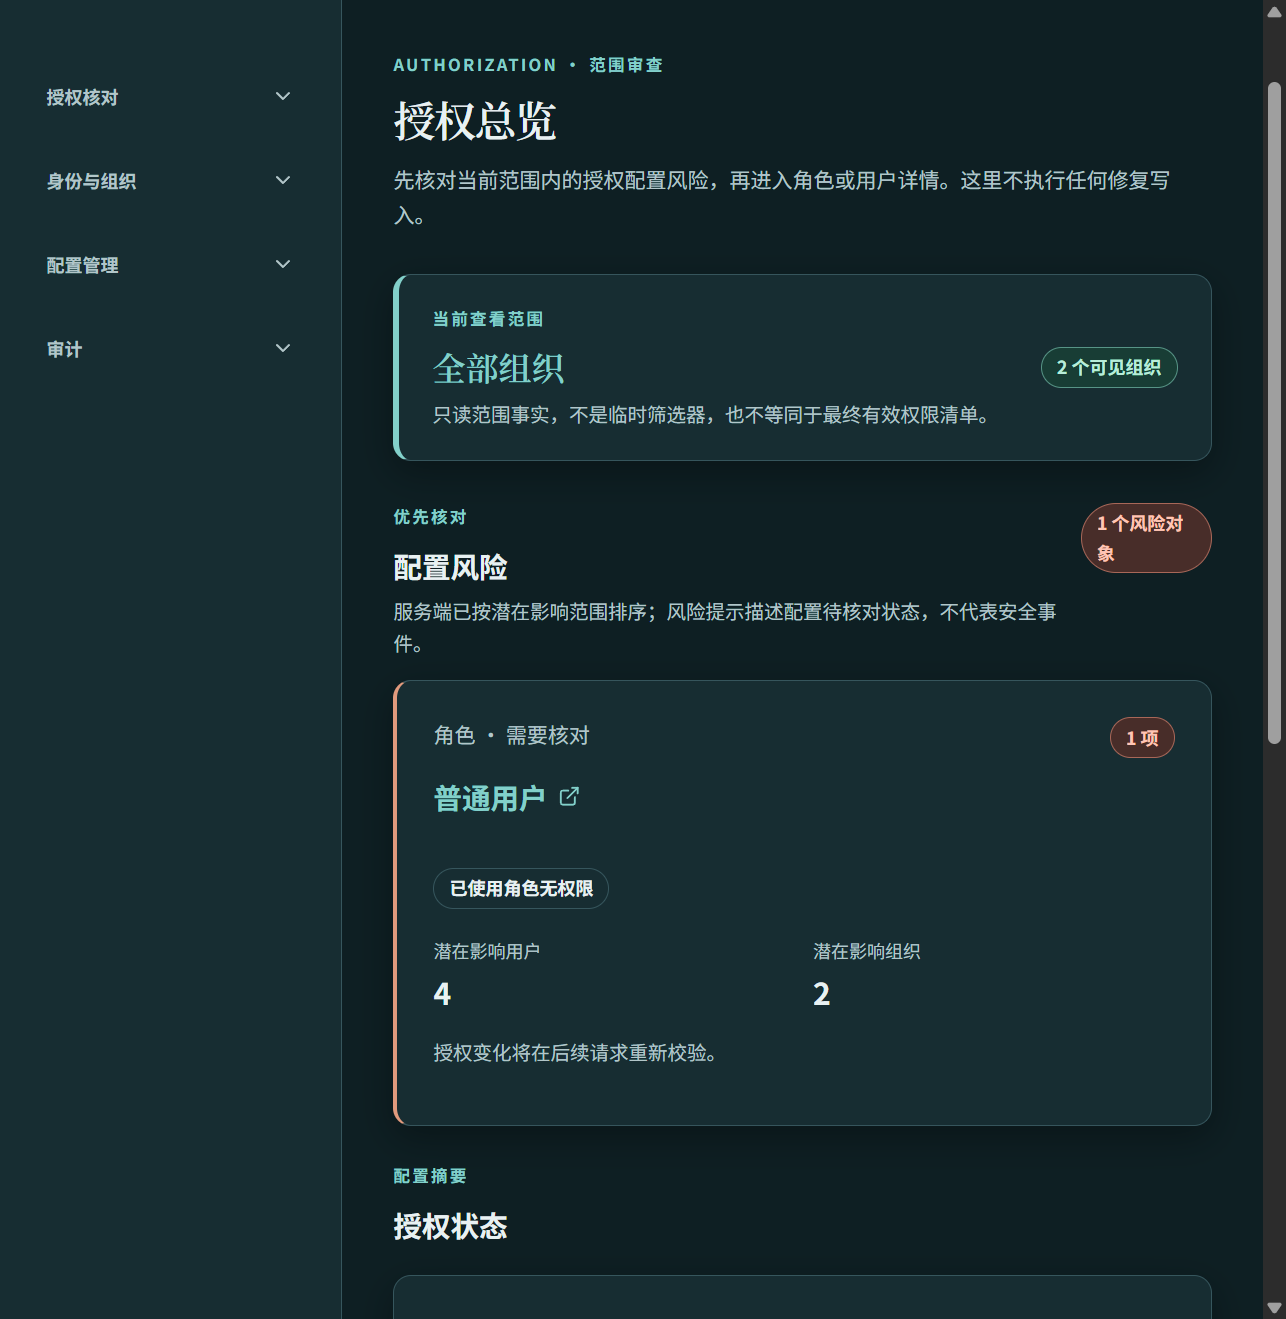 授权核对
身份与组织
配置管理
审计
AUTHORIZATION • 范围审查
授权总览
先核对当前范围内的授权配置风险，再进入角色或用户详情。这里不执行任何修复写
入。
当前查看范围
全部组织
2 个可见组织
只读范围事实，不是临时筛选器，也不等同于最终有效权限清单。
优先核对
1 个风险对
象
配置风险
服务端已按潜在影响范围排序；风险提示描述配置待核对状态，不代表安全事
件。
角色 • 需要核对
1 项
普通用户
已使用角色无权限
潜在影响用户
潜在影响组织
4
2
授权变化将在后续请求重新校验。
配置摘要
授权状态